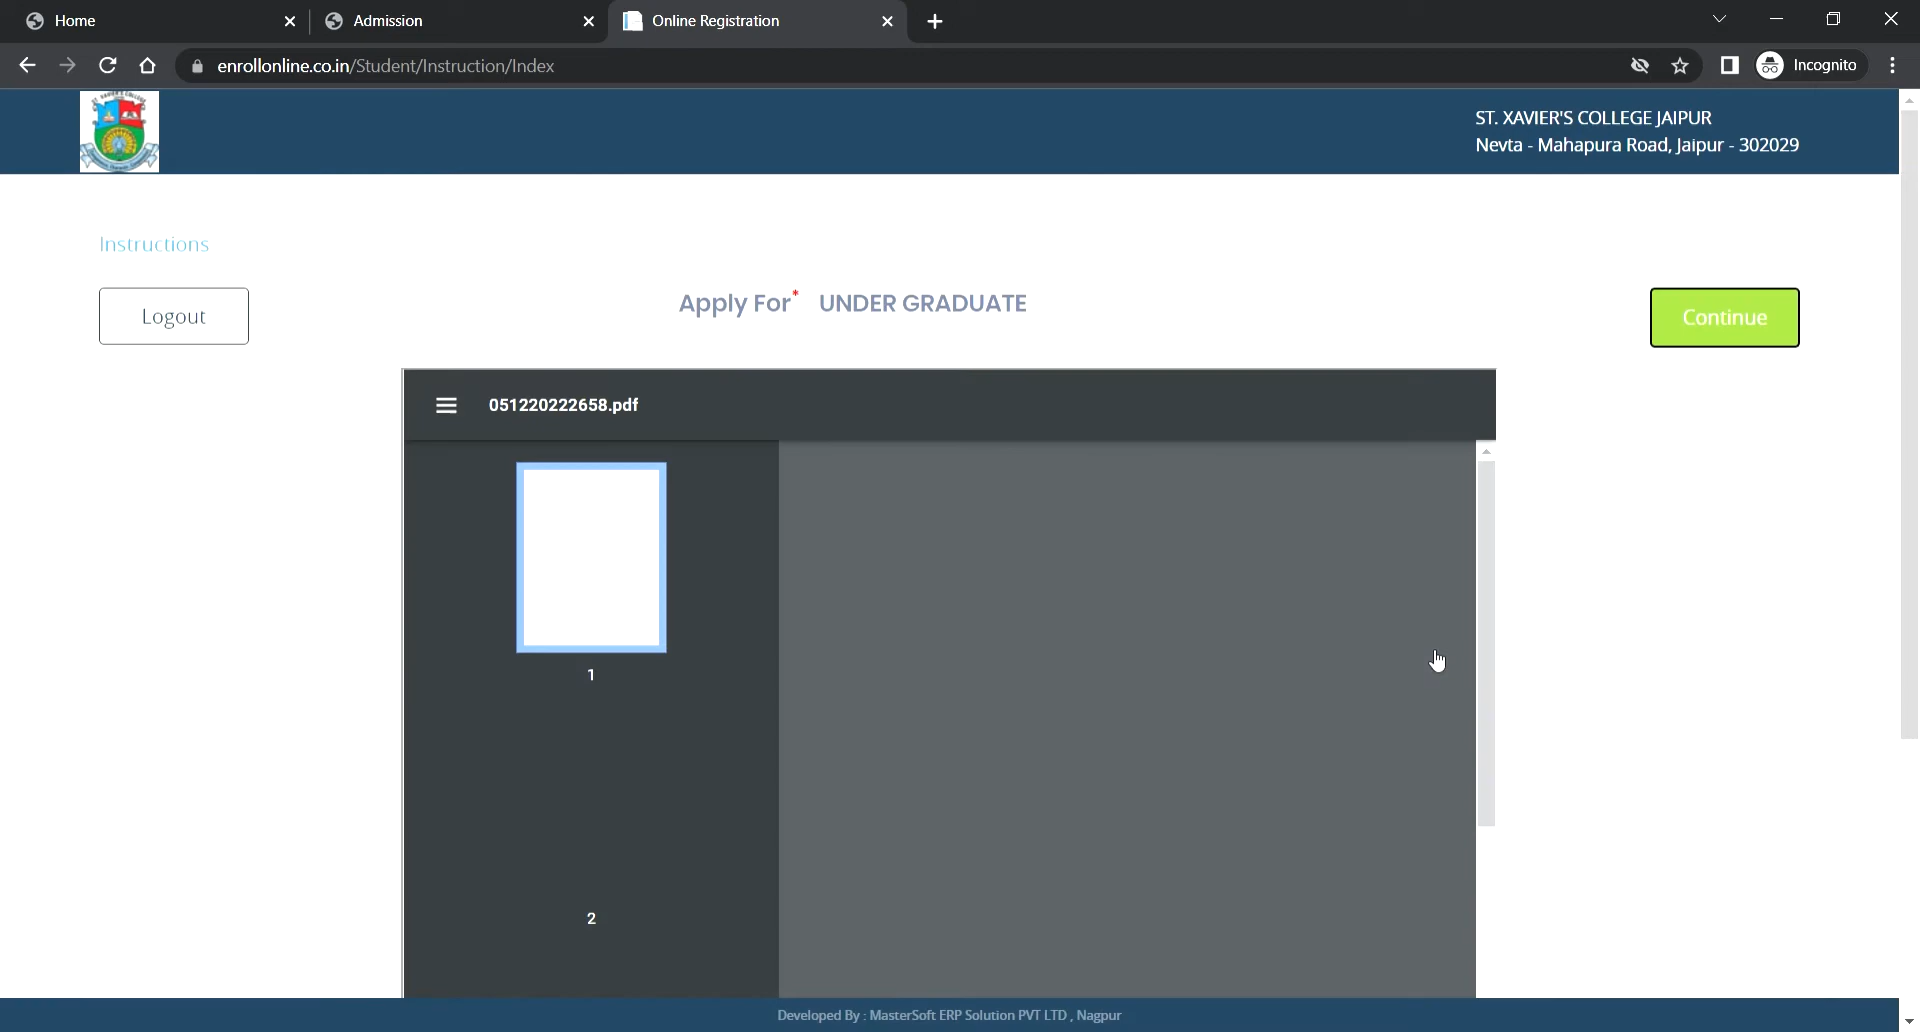 Home
Admission
Online Registration
enrollonline.co.in/Student/Instruction/Index
Incognito
ST. XAVIER'S COLLEGE JAIPUR
Nevta - Mahapura Road, Jaipur - 302029
Instructions
Logout
Apply For* UNDER GRADUATE
Continue
051220222658.pdf
1
2
Developed By : MasterSoft ERP Solution PVT LTD , Nagpur